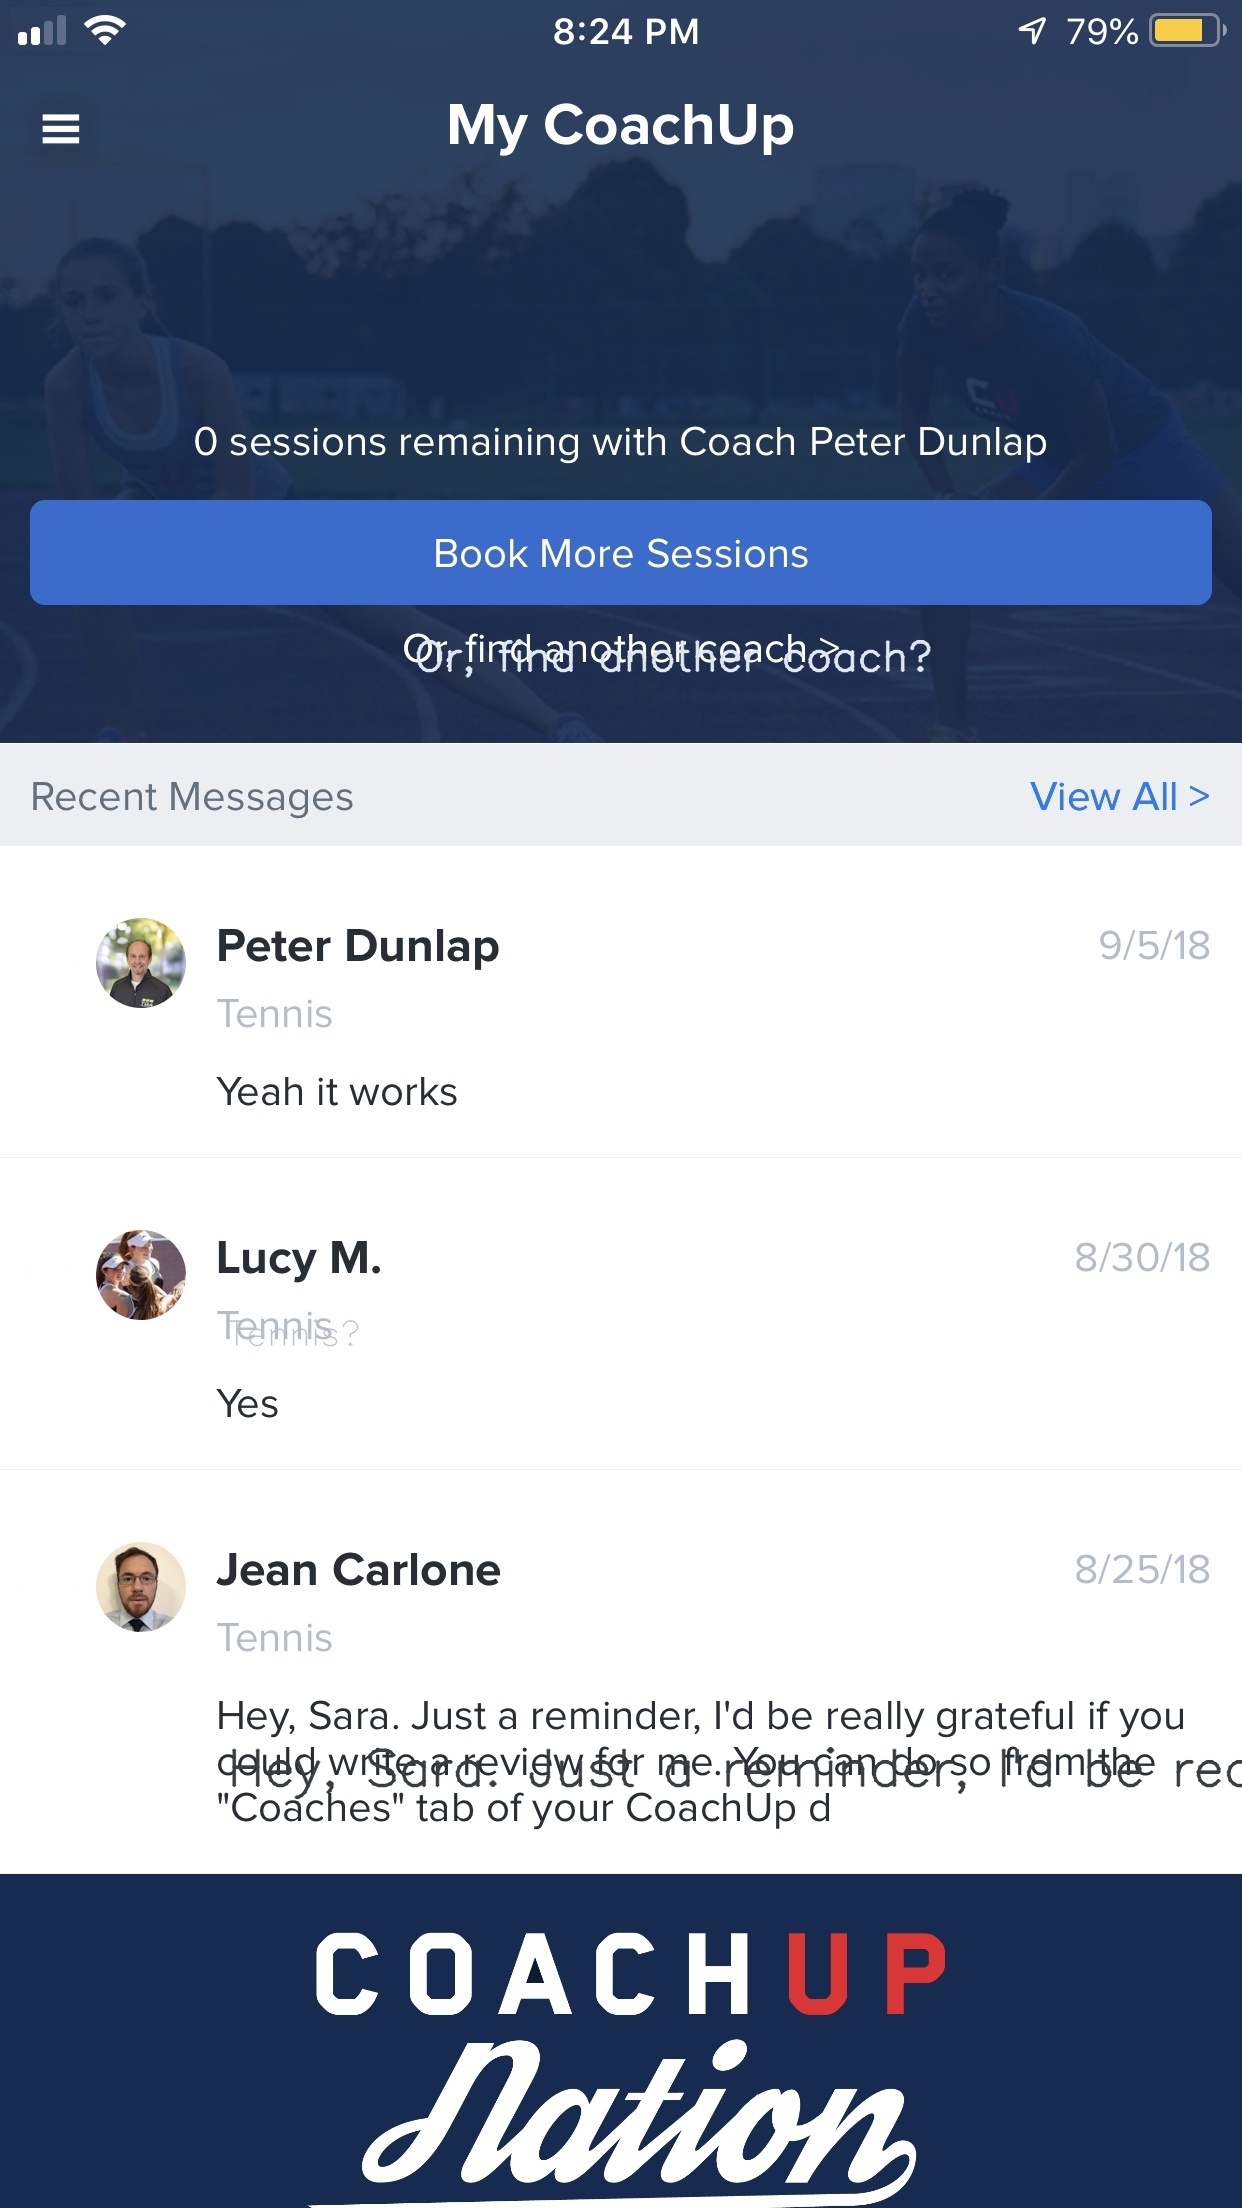 8:24 PM
79%
My CoachUp
0 sessions remaining with Coach Peter Dunlap
Book More Sessions
Or, find another coach >
Or, find another coach?
Recent Messages
View All >
Peter Dunlap
9/5/18
Tennis
Yeah it works
Lucy M.
8/30/18
Tennis
Tennis?
Yes
Jean Carlone
8/25/18
Tennis
Hey, Sara. Just a reminder, I'd be really grateful if you
could write a review for me. You can do so from the
Hey, Sara. Just a reminder, I'd be
"Coaches" tab of your CoachUp d
COACHUP
Nation